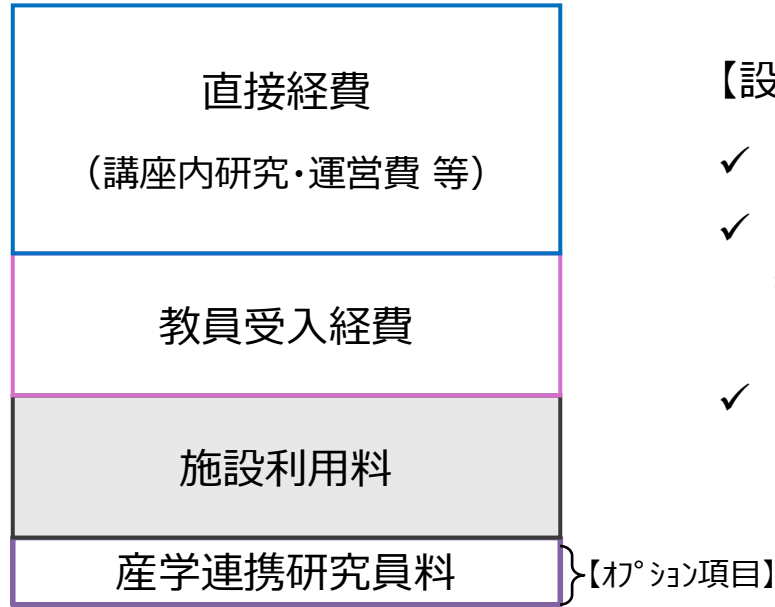 直接経費
（講座内研究・運営費 等）
教員受入経費
施設利用料
産学連携研究員料
【オプション項目】
【設
✓
✓
✓